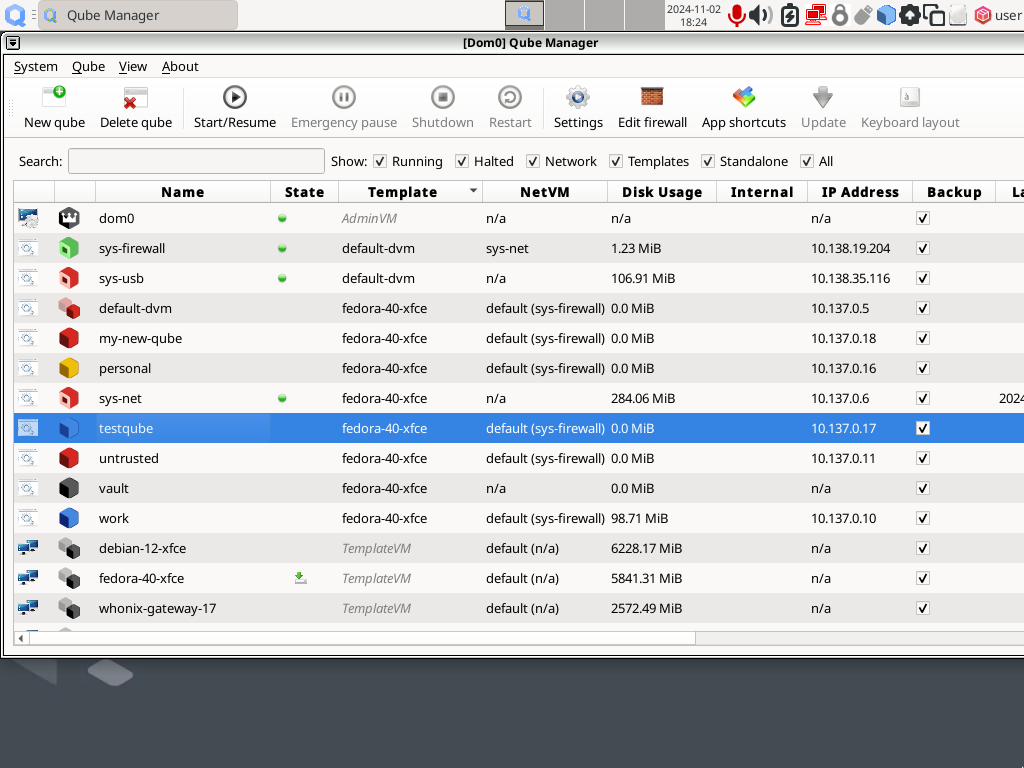 Qube Manager
2024-11-02
18:24
user
[Dom0] Qube Manager
System Qube View About
New qube Delete qube Start/Resume Emergency pause Shutdown Restart Settings Edit firewall App shortcuts Update Keyboard layout
Search: Show: Running Halted Network Templates Standalone All
Name State Template NetVM Disk Usage Internal IP Address Backup La
dom0 AdminVM n/a n/a n/a
sys-firewall default-dvm sys-net 1.23 MiB 10.138.19.204
sys-usb default-dvm n/a 106.91 MiB 10.138.35.116
default-dvm fedora-40-xfce default (sys-firewall) 0.0 MiB 10.137.0.5
my-new-qube fedora-40-xfce default (sys-firewall) 0.0 MiB 10.137.0.18
personal fedora-40-xfce default (sys-firewall) 0.0 MiB 10.137.0.16
sys-net fedora-40-xfce n/a 284.06 MiB 10.137.0.6 2024
testqube fedora-40-xfce default (sys-firewall) 0.0 MiB 10.137.0.17
untrusted fedora-40-xfce default (sys-firewall) 0.0 MiB 10.137.0.11
vault fedora-40-xfce n/a 0.0 MiB n/a
work fedora-40-xfce default (sys-firewall) 98.71 MiB 10.137.0.10
debian-12-xfce TemplateVM default (n/a) 6228.17 MiB n/a
fedora-40-xfce TemplateVM default (n/a) 5841.31 MiB n/a
whonix-gateway-17 TemplateVM default (n/a) 2572.49 MiB n/a